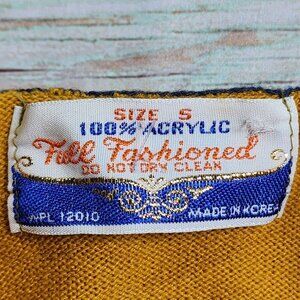 SIZE S
100% ACRYLIC
Full Fashioned
DO NOT DRY CLEAN
WPL 12010 MADE IN KOREA